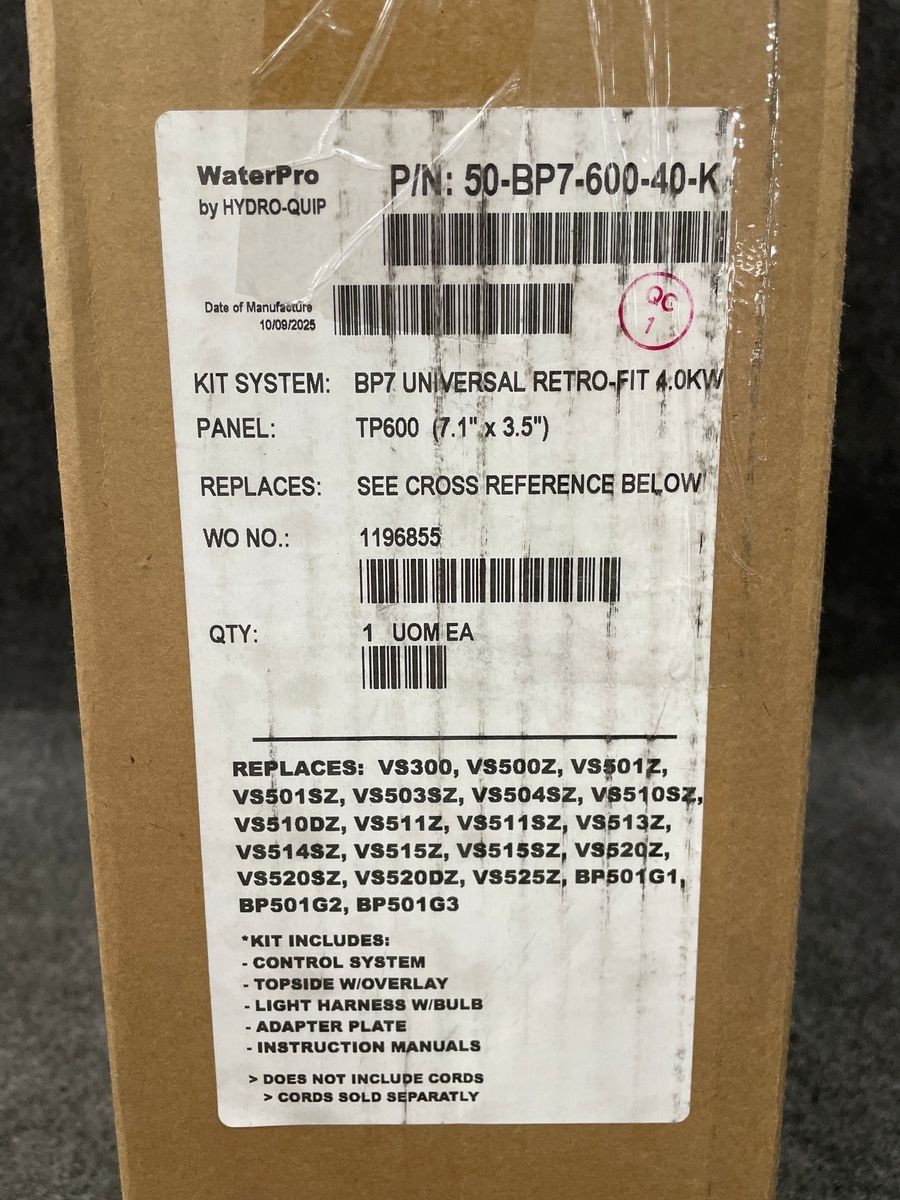 WaterPro
by HYDRO-QUIP
P/N: 50-BP7-600-40-K
Date of Manufacture
10/09/2025
QC
1
KIT SYSTEM: BP7 UNIVERSAL RETRO-FIT 4.0KW
PANEL: TP600 (7.1" x 3.5")
REPLACES: SEE CROSS REFERENCE BELOW
WO NO.: 1196855
QTY: 1 UOM EA
REPLACES: VS300, VS500Z, VS501Z,
VS501SZ, VS503SZ, VS504SZ, VS510SZ,
VS510DZ, VS511Z, VS511SZ, VS513Z,
VS514SZ, VS515Z, VS515SZ, VS520Z,
VS520SZ, VS520DZ, VS525Z, BP501G1,
BP501G2, BP501G3
*KIT INCLUDES:
- CONTROL SYSTEM
- TOPSIDE W/OVERLAY
- LIGHT HARNESS W/BULB
- ADAPTER PLATE
- INSTRUCTION MANUALS
> DOES NOT INCLUDE CORDS
> CORDS SOLD SEPARATLY